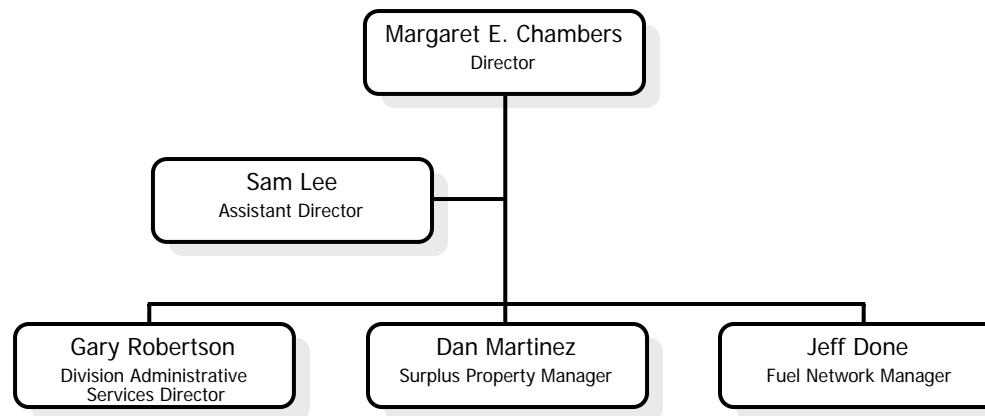 Margaret E. Chambers
Director
Sam Lee
Assistant Director
Gary Robertson
Division Administrative
Services Director
Dan Martinez
Surplus Property Manager
Jeff Done
Fuel Network Manager